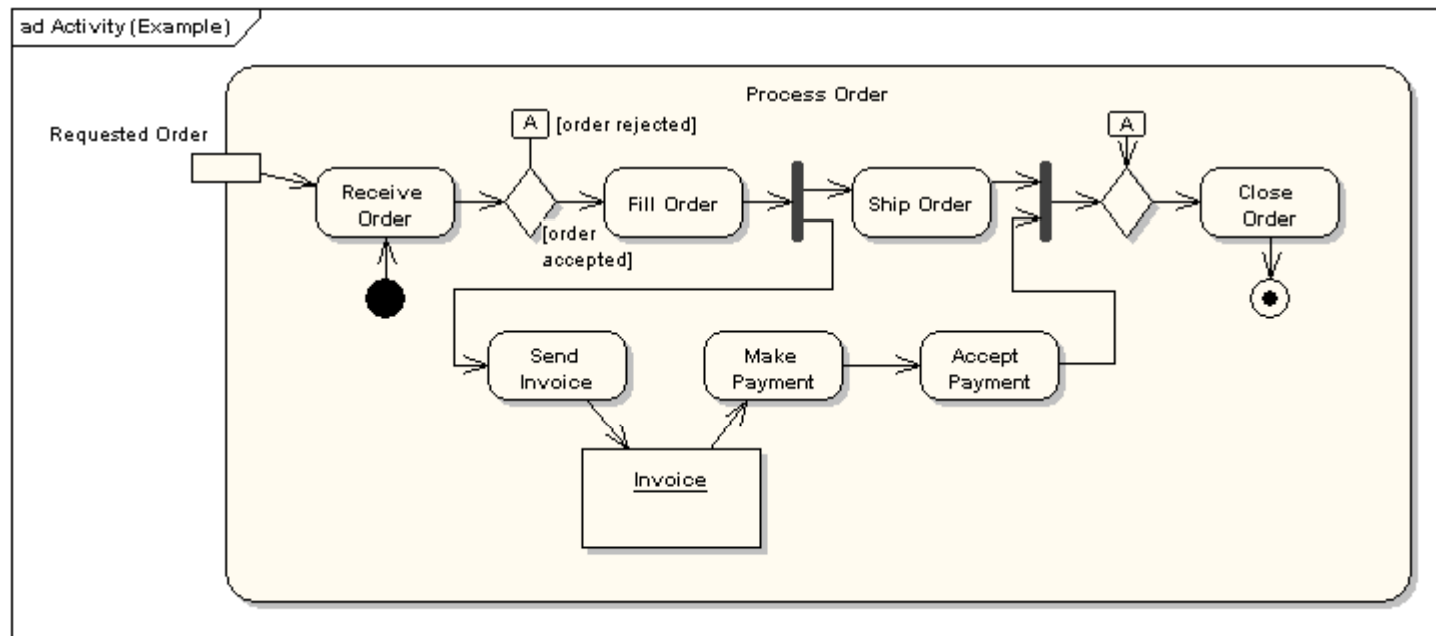 ad Activity (Example)
Process Order
Requested Order
A
[order rejected]
A
Receive
Order
Fill Order
Ship Order
Close
Order
[order
accepted]
Send
Invoice
Make
Payment
Accept
Payment
Invoice